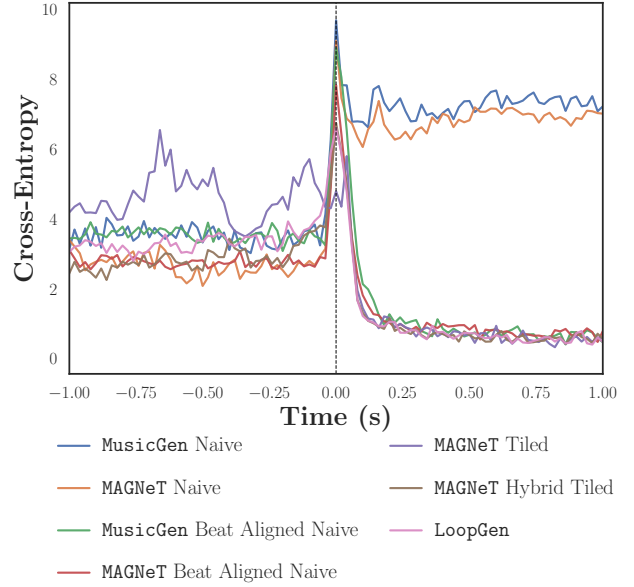 10
8
6
4
2
0
Cross-Entropy
−1.00 −0.75 −0.50 −0.25 0.00 0.25 0.50 0.75 1.00
Time (s)
MusicGen Naive
MAGNeT Naive
MusicGen Beat Aligned Naive
MAGNeT Beat Aligned Naive
MAGNeT Tiled
MAGNeT Hybrid Tiled
LoopGen